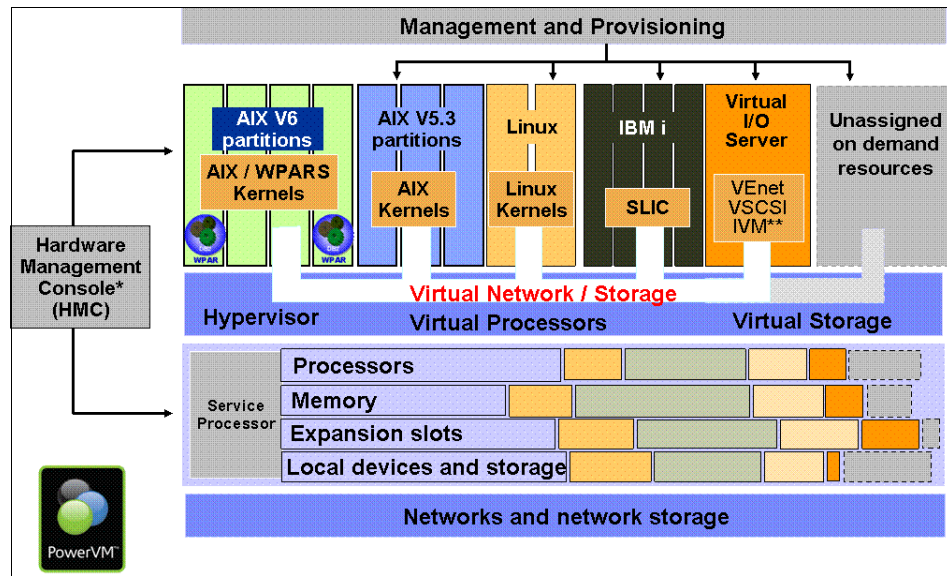 Management and Provisioning
AIX V6
partitions
AIX / WPARS
Kernels
WPAR
WPAR
AIX V5.3
partitions
AIX
Kernels
Linux
Linux
Kernels
IBM i
SLIC
Virtual
I/O
Server
VEnet
VSCSI
IVM**
Unassigned
on demand
resources
Hardware
Management
Console*
(HMC)
Virtual Network / Storage
Hypervisor
Virtual Processors
Virtual Storage
Service
Processor
Processors
Memory
Expansion slots
Local devices and storage
Networks and network storage
PowerVM™